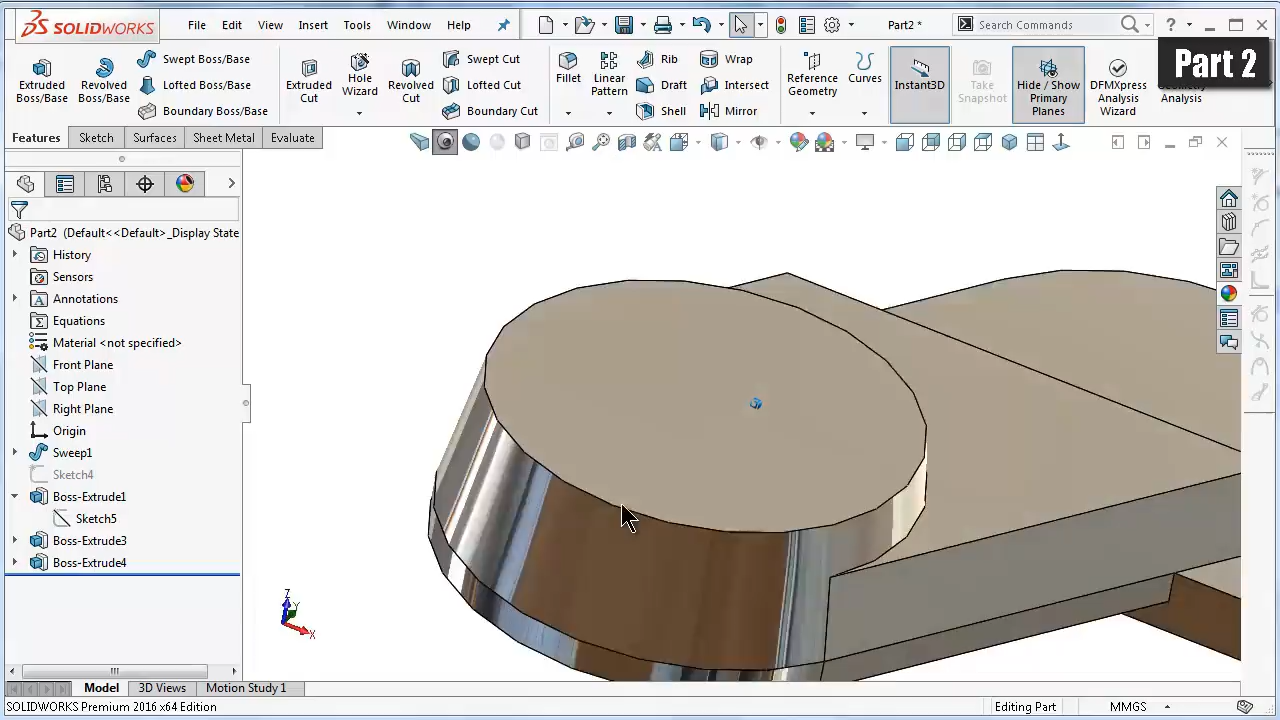 SOLIDWORKS
File
Edit
View
Insert
Tools
Window
Help
Part2 *
Search Commands
?
Part 2
Extruded
Boss/Base
Revolved
Boss/Base
Swept Boss/Base
Lofted Boss/Base
Boundary Boss/Base
Extruded
Cut
Hole
Wizard
Revolved
Cut
Swept Cut
Lofted Cut
Boundary Cut
Fillet
Linear
Pattern
Rib
Draft
Shell
Wrap
Intersect
Mirror
Reference
Geometry
Curves
Instant3D
Take
Snapshot
Hide / Show
Primary
Planes
DFMXpress
Analysis
Wizard
Analysis
Features
Sketch
Surfaces
Sheet Metal
Evaluate
Part2 (Default<<Default>_Display State
History
Sensors
Annotations
Equations
Material <not specified>
Front Plane
Top Plane
Right Plane
Origin
Sweep1
Sketch4
Boss-Extrude1
Sketch5
Boss-Extrude3
Boss-Extrude4
Z
Y
X
Model
3D Views
Motion Study 1
SOLIDWORKS Premium 2016 x64 Edition
Editing Part
MMGS